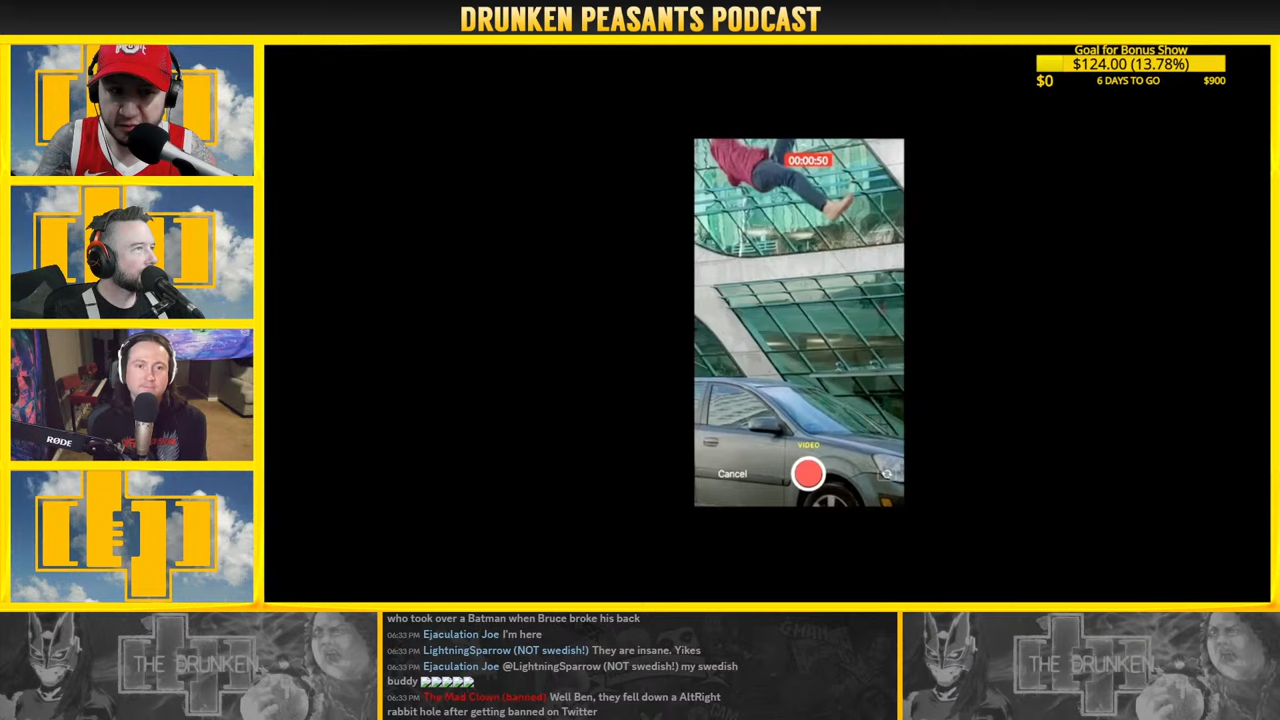 DRUNKEN PEASANTS PODCAST
Goal for Bonus Show
$124.00 (13.78%)
$0 6 DAYS TO GO $900
00:00:50
VIDEO
Cancel
RØDE
who took over a Batman when Bruce broke his back
06:33 PM Ejaculation Joe I'm here
06:33 PM LightningSparrow (NOT swedish!) They are insane. Yikes
06:33 PM Ejaculation Joe @LightningSparrow (NOT swedish!) my swedish
buddy
06:33 PM The Mad Clown (banned) Well Ben, they fell down a AltRight
rabbit hole after getting banned on Twitter
THE DRUNKEN
THE DRUNKEN